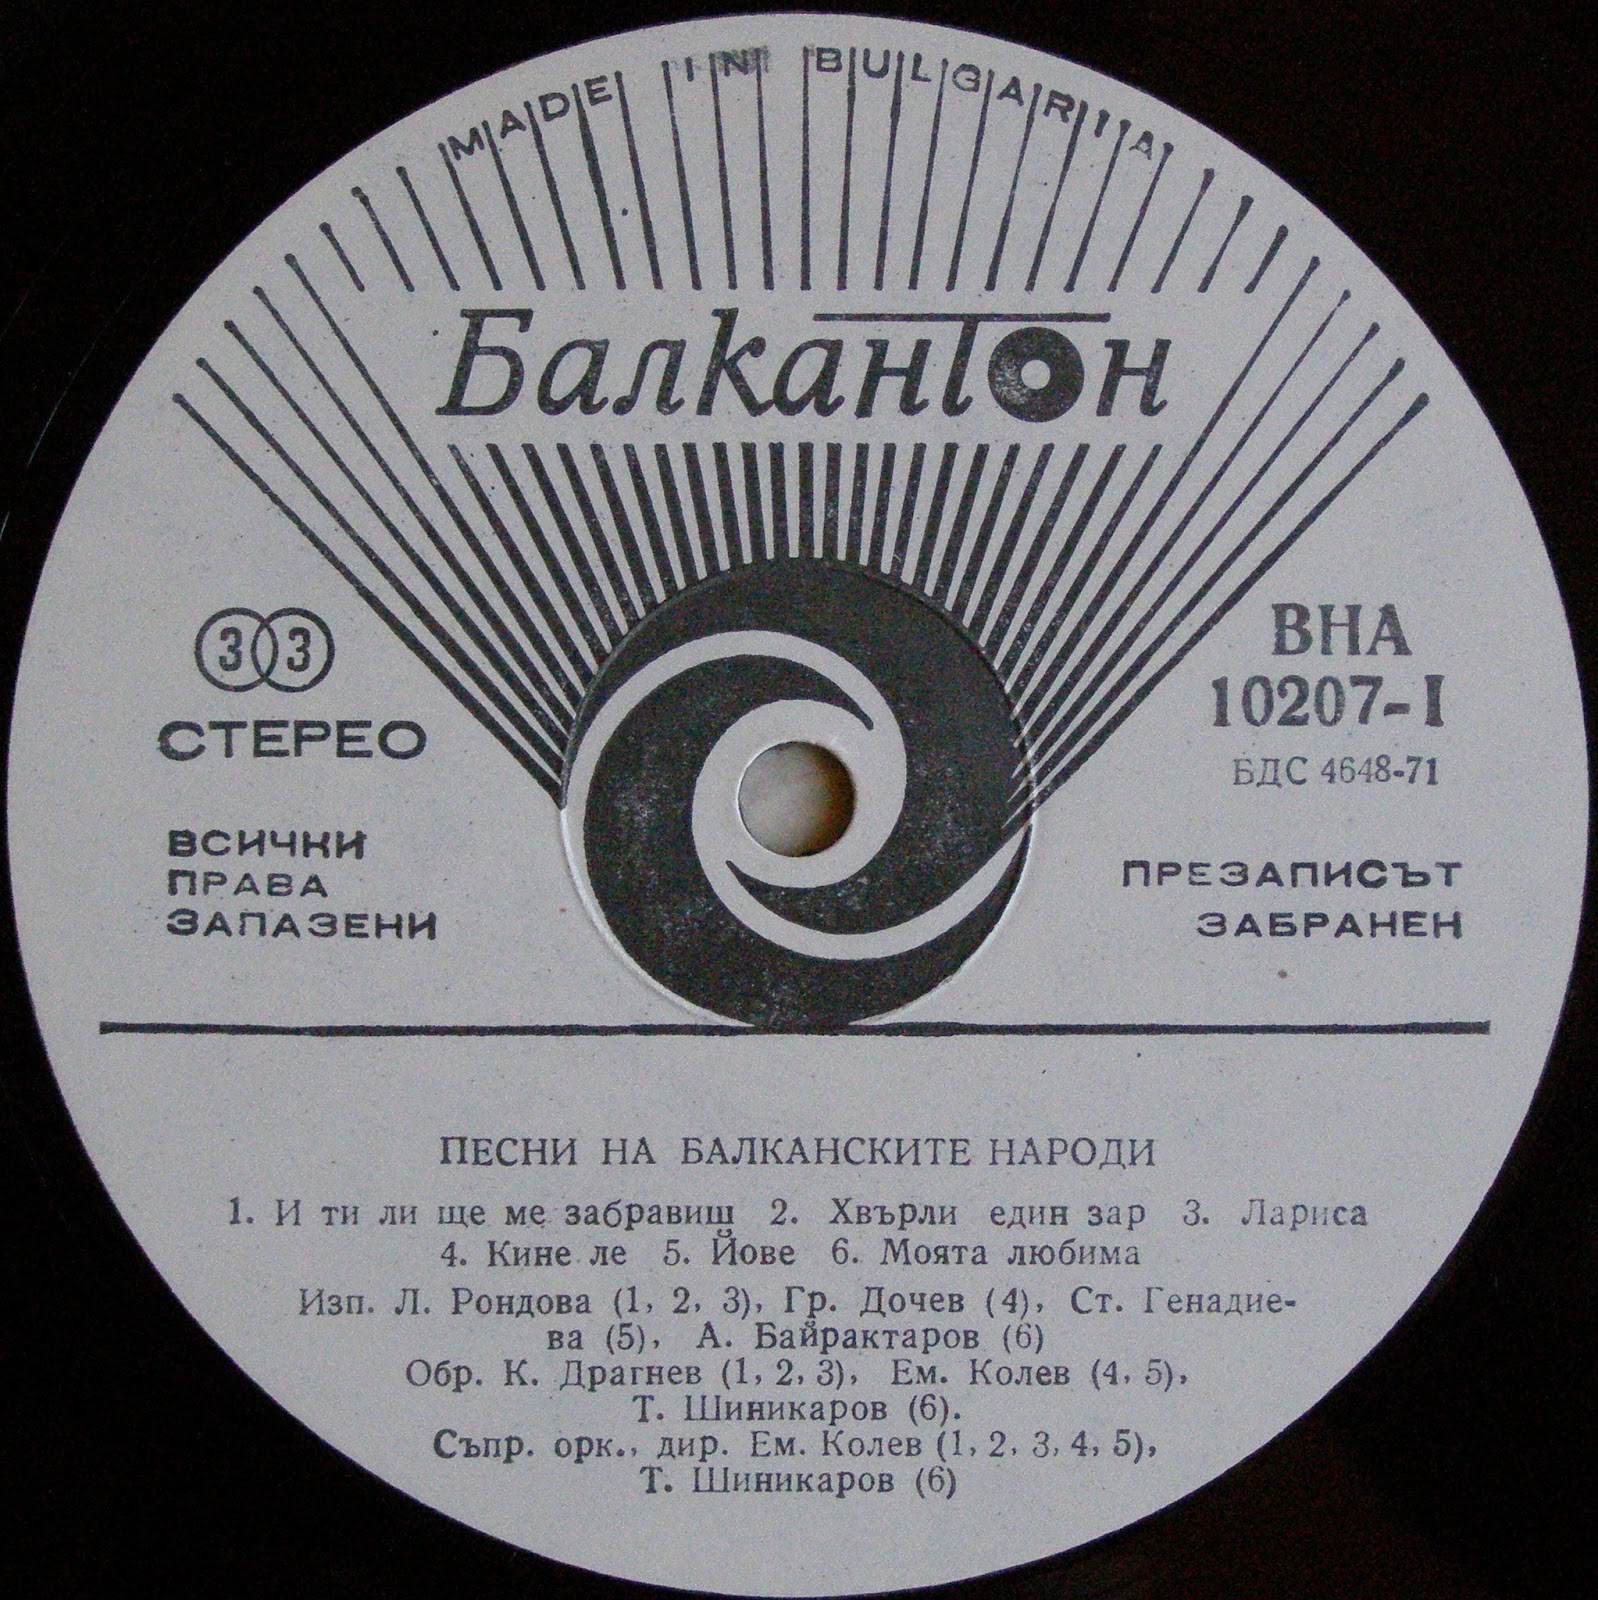 MADE IN BULGARIA
Балкантон
33
СТЕРЕО
ВСИЧКИ
ПРАВА
ЗАПАЗЕНИ
ВНА
10207-I
БДС 4648-71
ПРЕЗАПИСЪТ
ЗАБРАНЕН
ПЕСНИ НА БАЛКАНСКИТЕ НАРОДИ
1. И ти ли ще ме забравиш 2. Хвърли един зар 3. Лариса
4. Кине ле 5. Йове 6. Моята любима
Изп. Л. Рондова (1, 2, 3), Гр. Дочев (4), Ст. Генадие-
ва (5), А. Байрактаров (6)
Обр. К. Драгнев (1, 2, 3), Ем. Колев (4, 5),
Т. Шиникаров (6).
Съпр. орк., дир. Ем. Колев (1, 2, 3, 4, 5),
Т. Шиникаров (6)